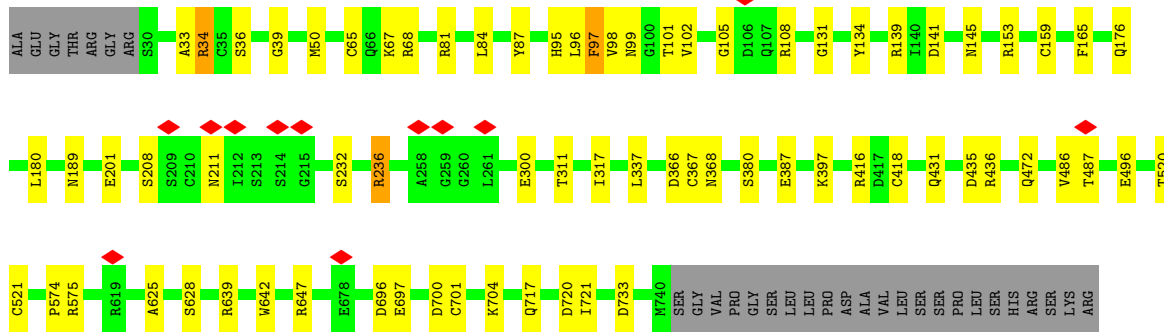 ALA GLU GLY THR ARG GLY ARG S30 A33 R34 C35 S36 G39 M50 C65 Q66 K67 R68 R81 L84 Y87 H95 L96 F97 V98 N99 G100 T101 V102 G105 D106 Q107 R108 G131 Y134 R139 I140 D141 N145 R153 C159 F165 Q176
L180 N189 E201 S208 S209 C210 N211 I212 S213 S214 G215 S232 R236 A258 G259 G260 L261 E300 T311 I317 L337 D366 C367 N368 S380 E387 K397 R416 D417 C418 Q431 D435 R436 Q472 V486 T487 E496 T520
C521 P574 R575 R619 A625 S628 R639 W642 R647 E678 D696 E697 D700 C701 K704 Q717 D720 I721 D733 M740 SER GLY VAL PRO GLY SER LEU LEU PRO ASP ALA VAL LEU SER SER PRO LEU SER HIS ARG SER LYS ARG